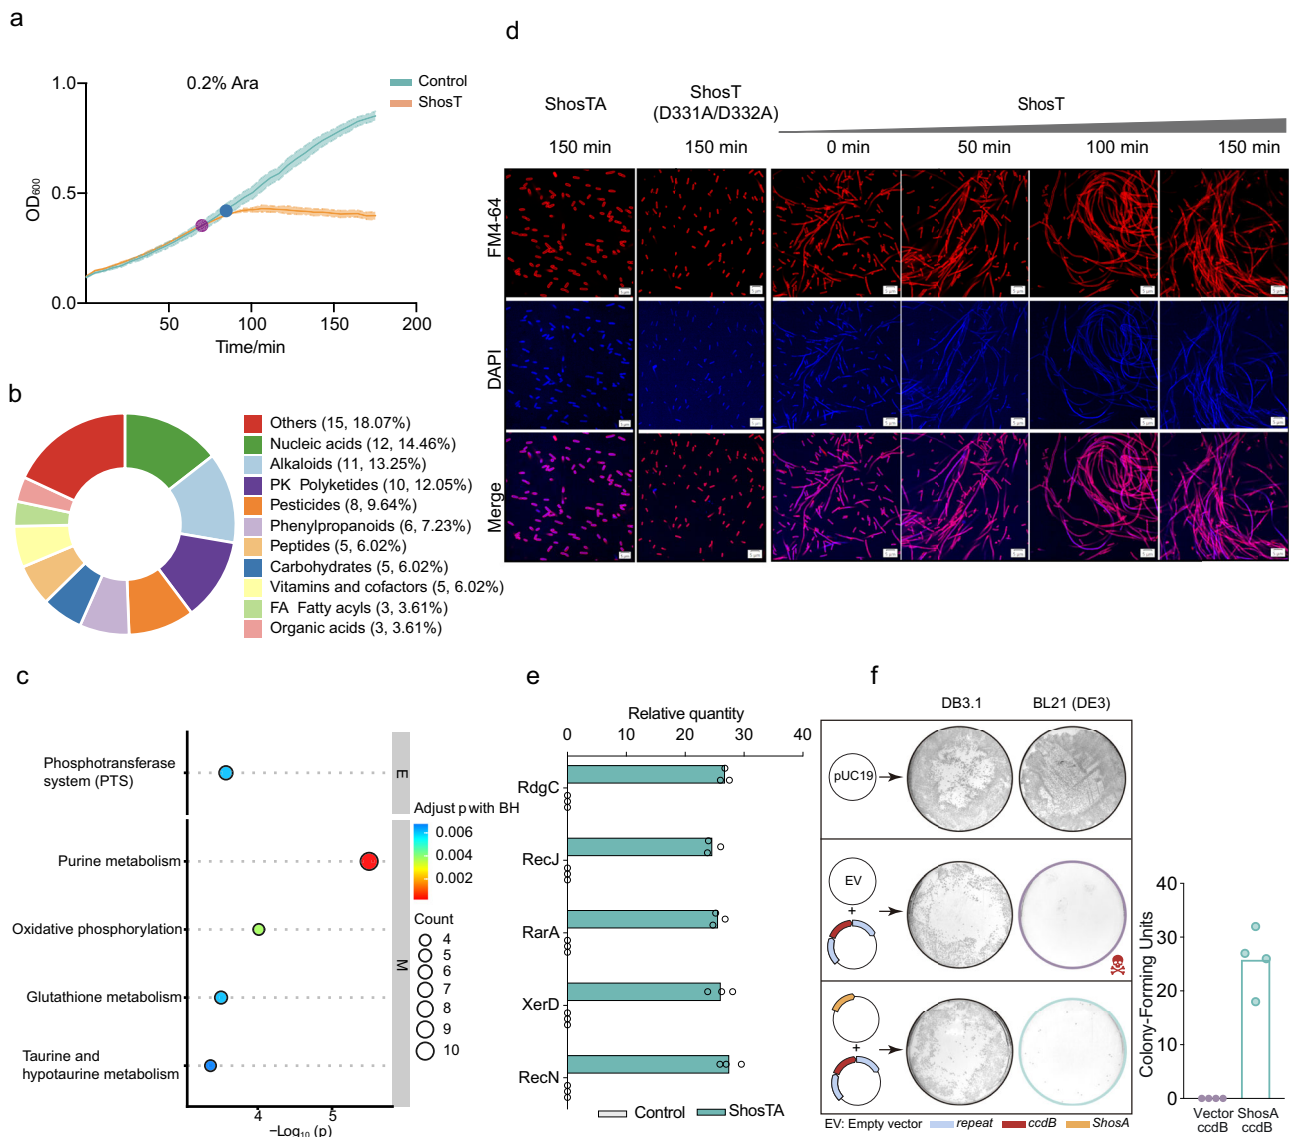 a
0.2% Ara
Control
ShosT
1.0
0.5
0.0
OD600
50
100
150
200
Time/min
b
Others (15, 18.07%)
Nucleic acids (12, 14.46%)
Alkaloids (11, 13.25%)
PK Polyketides (10, 12.05%)
Pesticides (8, 9.64%)
Phenylpropanoids (6, 7.23%)
Peptides (5, 6.02%)
Carbohydrates (5, 6.02%)
Vitamins and cofactors (5, 6.02%)
FA Fatty acyls (3, 3.61%)
Organic acids (3, 3.61%)
c
Phosphotransferase
system (PTS)
Purine metabolism
Oxidative phosphorylation
Glutathione metabolism
Taurine and
hypotaurine metabolism
E
M
4
5
−Log10 (p)
Adjust p with BH
0.006
0.004
0.002
Count
4
5
6
7
8
9
10
d
ShosTA
ShosT
(D331A/D332A)
ShosT
150 min
150 min
0 min
50 min
100 min
150 min
FM4-64
DAPI
Merge
e
Relative quantity
0
10
20
30
40
RdgC
RecJ
RarA
XerD
RecN
Control
ShosTA
f
DB3.1
BL21 (DE3)
pUC19
EV
+
+
EV: Empty vector
repeat
ccdB
ShosA
Colony-Forming Units
40
30
20
10
0
Vector
ccdB
ShosA
ccdB